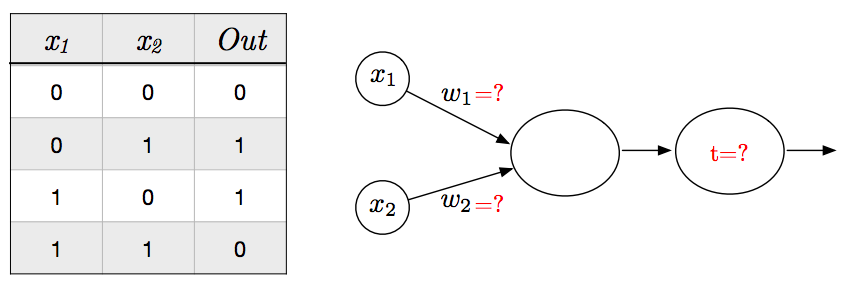 x1 x2 Out
0 0 0
0 1 1
1 0 1
1 1 0
x1
w1=?
t=?
x2
w2=?